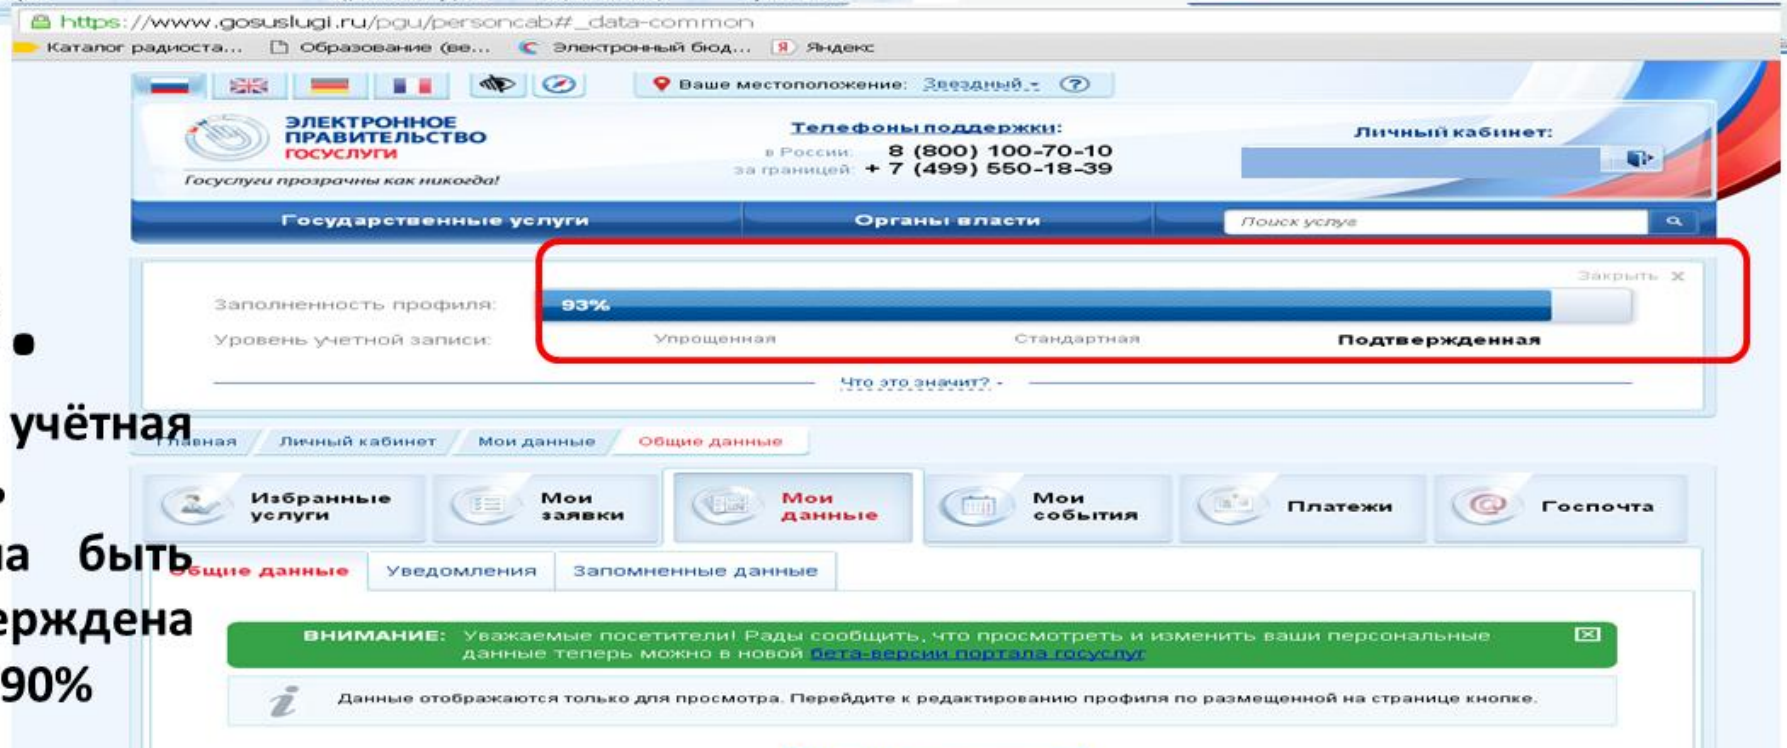 https://www.gosuslugi.ru/pgu/personcab#_data-common
Каталог радиоста... Образование (ве... Электронный бюд... Яндекс
Ваше местоположение: Звездный
ЭЛЕКТРОННОЕ
ПРАВИТЕЛЬСТВО
ГОСУСЛУГИ
Госуслуги прозрачны как никогда!
Телефоны поддержки:
в России: 8 (800) 100-70-10
за границей: + 7 (499) 550-18-39
Личный кабинет:
Государственные услуги Органы власти Поиск услуг
Закрыть X
Заполненность профиля: 93%
Уровень учетной записи: Упрощенная Стандартная Подтвержденная
Что это значит?
учётная
Главная Личный кабинет Мои данные Общие данные
Избранные услуги Мои заявки Мои данные Мои события Платежи Госпочта
быть
Общие данные Уведомления Запомненные данные
ерждена
ВНИМАНИЕ: Уважаемые посетители! Рады сообщить, что просмотреть и изменить ваши персональные
данные теперь можно в новой бета-версии портала госуслуг
90%
Данные отображаются только для просмотра. Перейдите к редактированию профиля по размещенной на странице кнопке.